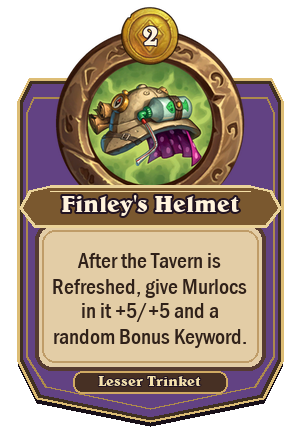 2
Finley's Helmet
After the Tavern is
Refreshed, give Murlocs
in it +5/+5 and a
random Bonus Keyword.
Lesser Trinket